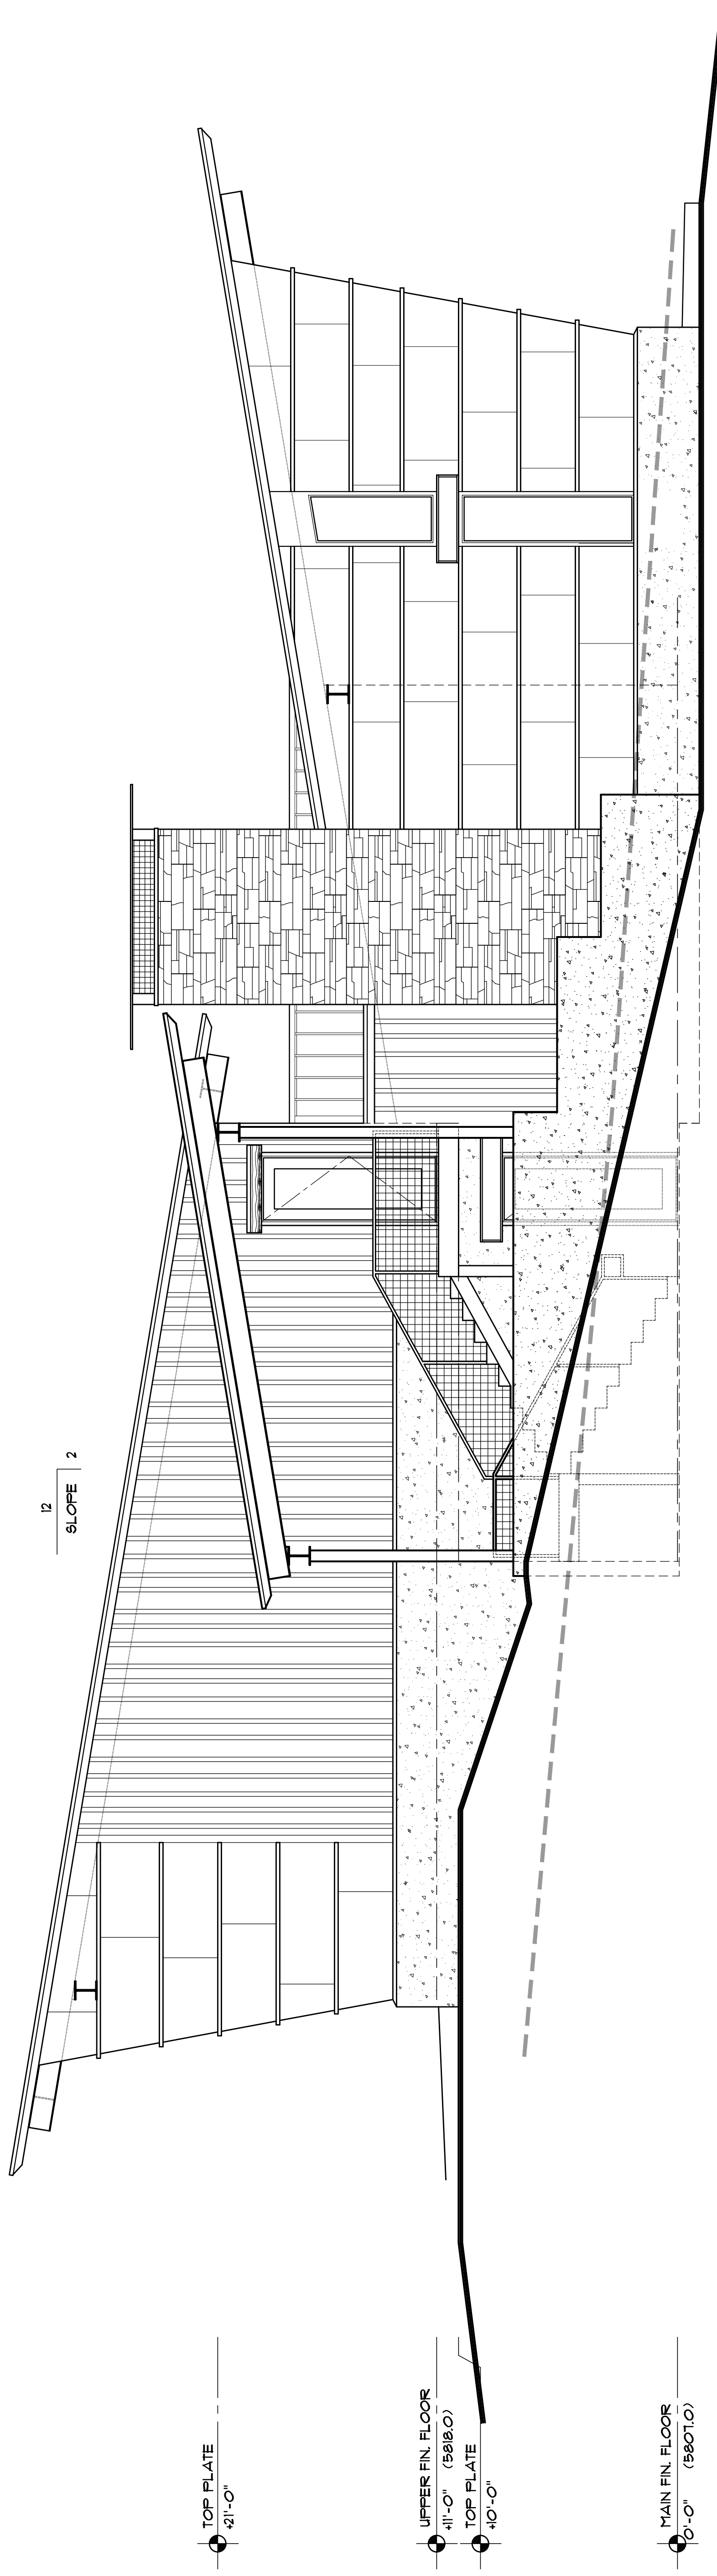 12
SLOPE 2
TOP PLATE
+21'-0"
UPPER FIN. FLOOR
+11'-0" (5818.0)
TOP PLATE
+10'-0"
MAIN FIN. FLOOR
0'-0" (5807.0)